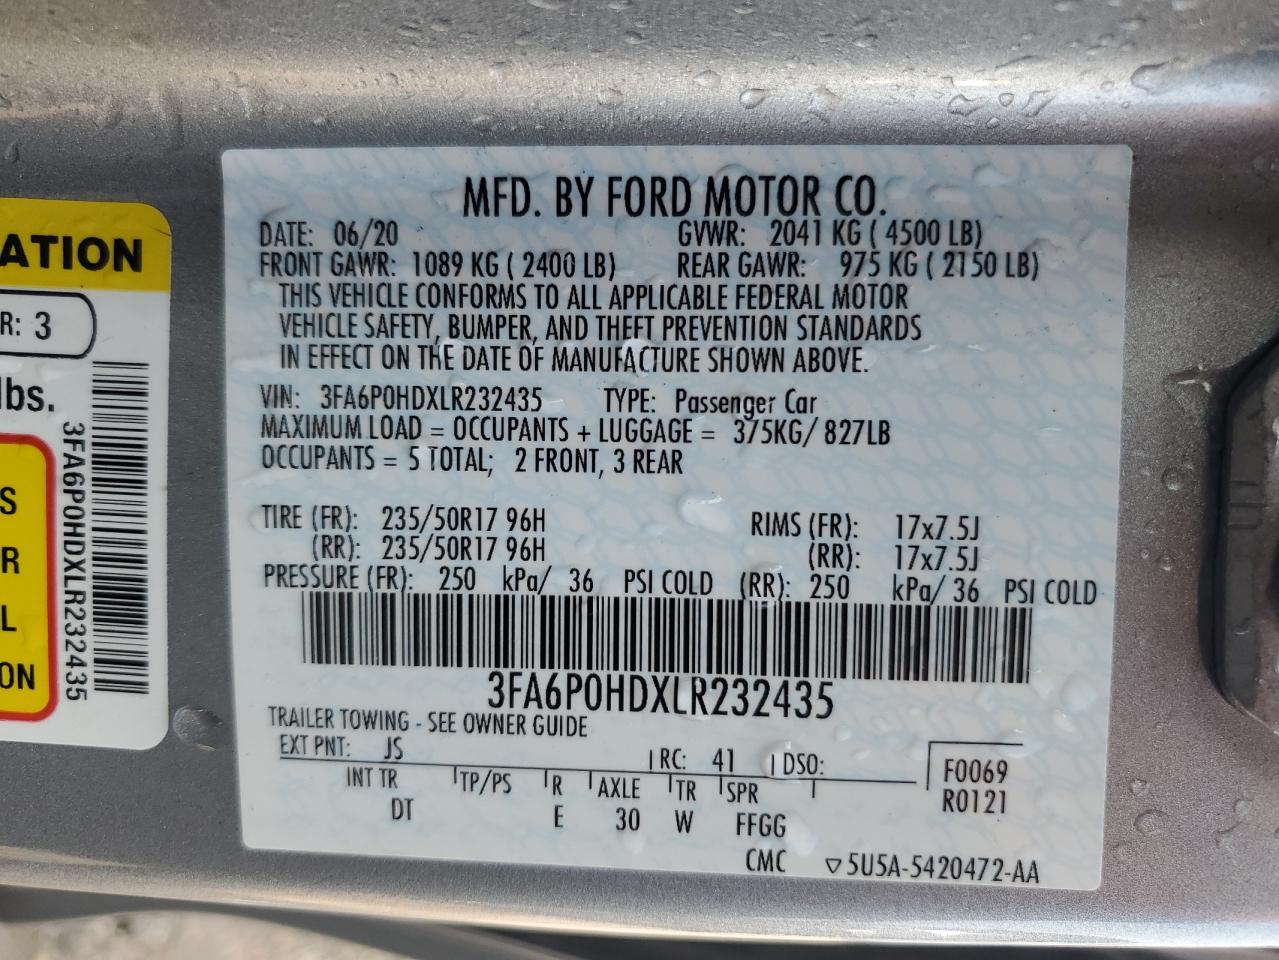 ATION
R: 3
lbs.
3FA6P0HDXLR232435
S
R
L
ON
MFD. BY FORD MOTOR CO.
DATE: 06/20 GVWR: 2041 KG ( 4500 LB)
FRONT GAWR: 1089 KG ( 2400 LB) REAR GAWR: 975 KG ( 2150 LB)
THIS VEHICLE CONFORMS TO ALL APPLICABLE FEDERAL MOTOR
VEHICLE SAFETY, BUMPER, AND THEFT PREVENTION STANDARDS
IN EFFECT ON THE DATE OF MANUFACTURE SHOWN ABOVE.
VIN: 3FA6P0HDXLR232435 TYPE: Passenger Car
MAXIMUM LOAD = OCCUPANTS + LUGGAGE = 375KG/ 827LB
OCCUPANTS = 5 TOTAL; 2 FRONT, 3 REAR
TIRE (FR): 235/50R17 96H RIMS (FR): 17x7.5J
(RR): 235/50R17 96H (RR): 17x7.5J
PRESSURE (FR): 250 kPa/ 36 PSI COLD (RR): 250 kPa/ 36 PSI COLD
3FA6P0HDXLR232435
TRAILER TOWING - SEE OWNER GUIDE
EXT PNT: JS RC: 41 DSO:
INT TR TP/PS R AXLE TR SPR
DT E 30 W FFGG
F0069
R0121
CMC ▽5U5A-5420472-AA